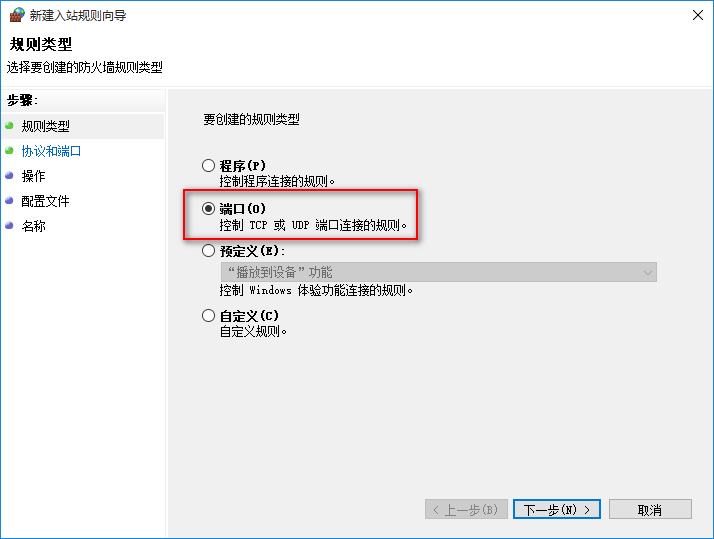 新建入站规则向导
规则类型
选择要创建的防火墙规则类型
步骤:
规则类型
协议和端口
操作
配置文件
名称
要创建的规则类型
程序(P)
控制程序连接的规则。
端口(O)
控制 TCP 或 UDP 端口连接的规则。
预定义(E):
“播放到设备”功能
控制 Windows 体验功能连接的规则。
自定义(C)
自定义规则。
< 上一步(B)
下一步(N) >
取消